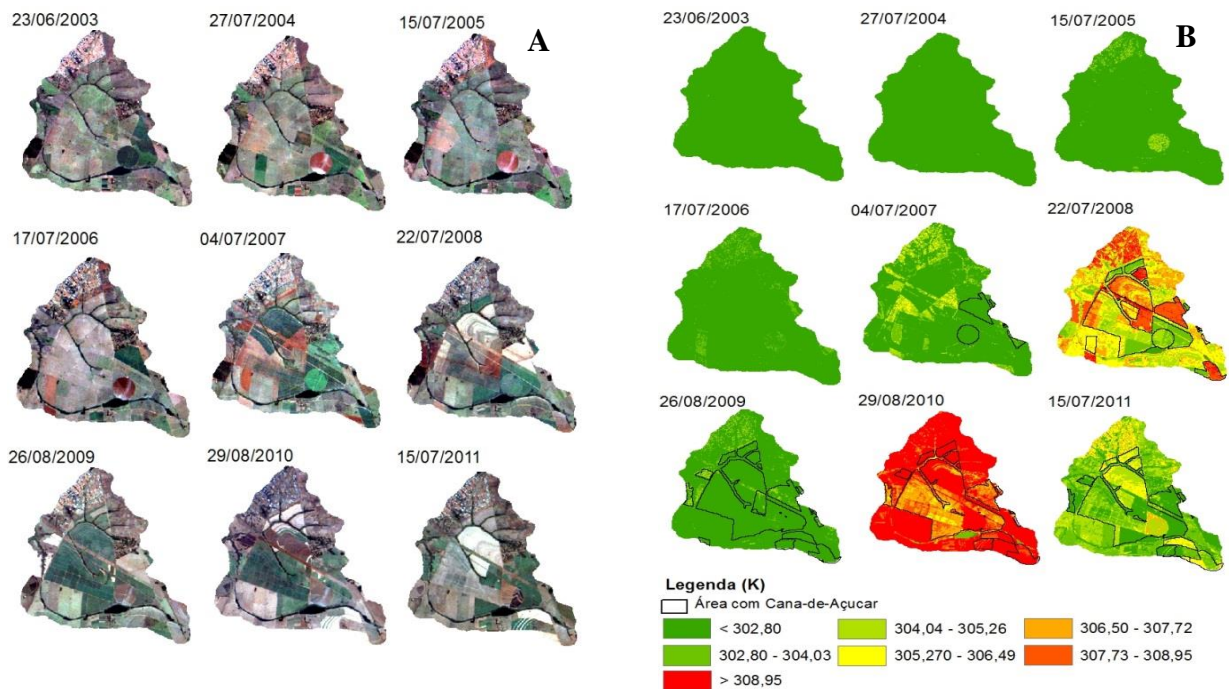 23/06/2003
27/07/2004
15/07/2005
A
17/07/2006
04/07/2007
22/07/2008
26/08/2009
29/08/2010
15/07/2011
23/06/2003
27/07/2004
15/07/2005
B
17/07/2006
04/07/2007
22/07/2008
26/08/2009
29/08/2010
15/07/2011
Legenda (K)
Área com Cana-de-Açucar
< 302,80
304,04 - 305,26
306,50 - 307,72
302,80 - 304,03
305,270 - 306,49
307,73 - 308,95
> 308,95